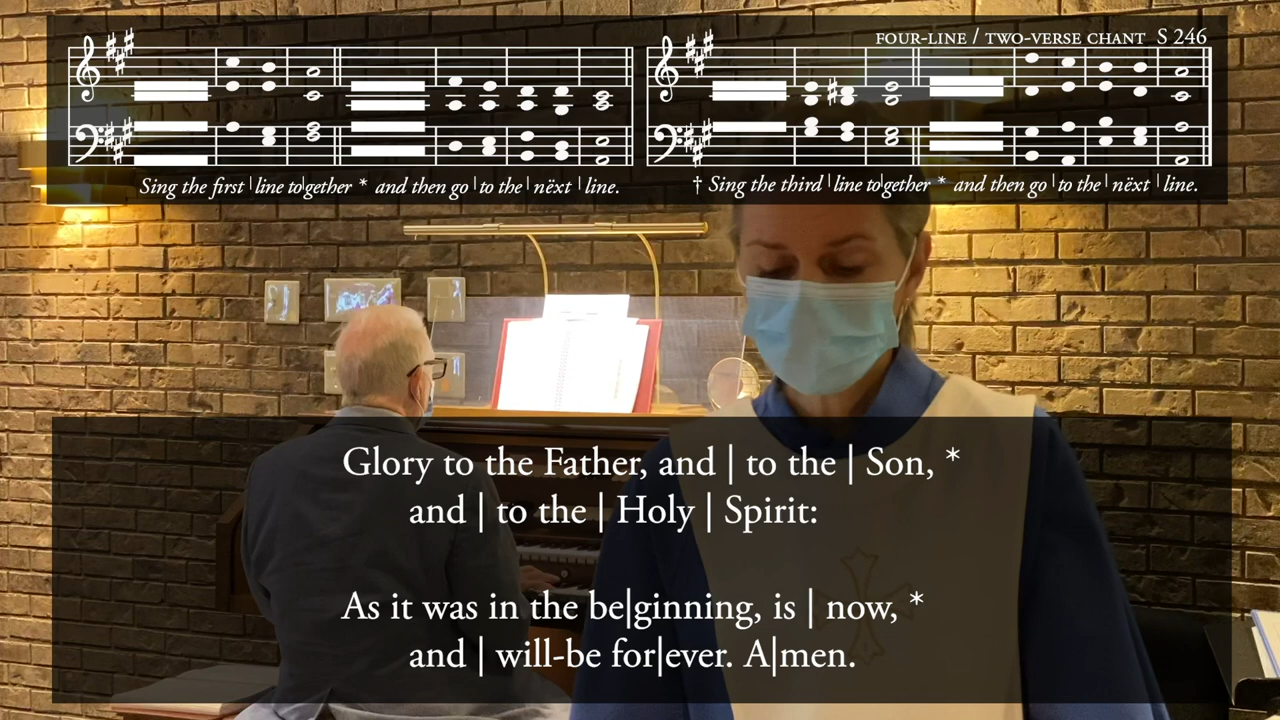 FOUR-LINE / TWO-VERSE CHANT S 246
Sing the first | line to|gether * and then go | to the | nëxt | line.
† Sing the third | line to|gether * and then go | to the | nëxt | line.
Glory to the Father, and | to the | Son, *
and | to the | Holy | Spirit:
As it was in the be|ginning, is | now, *
and | will-be for|ever. A|men.